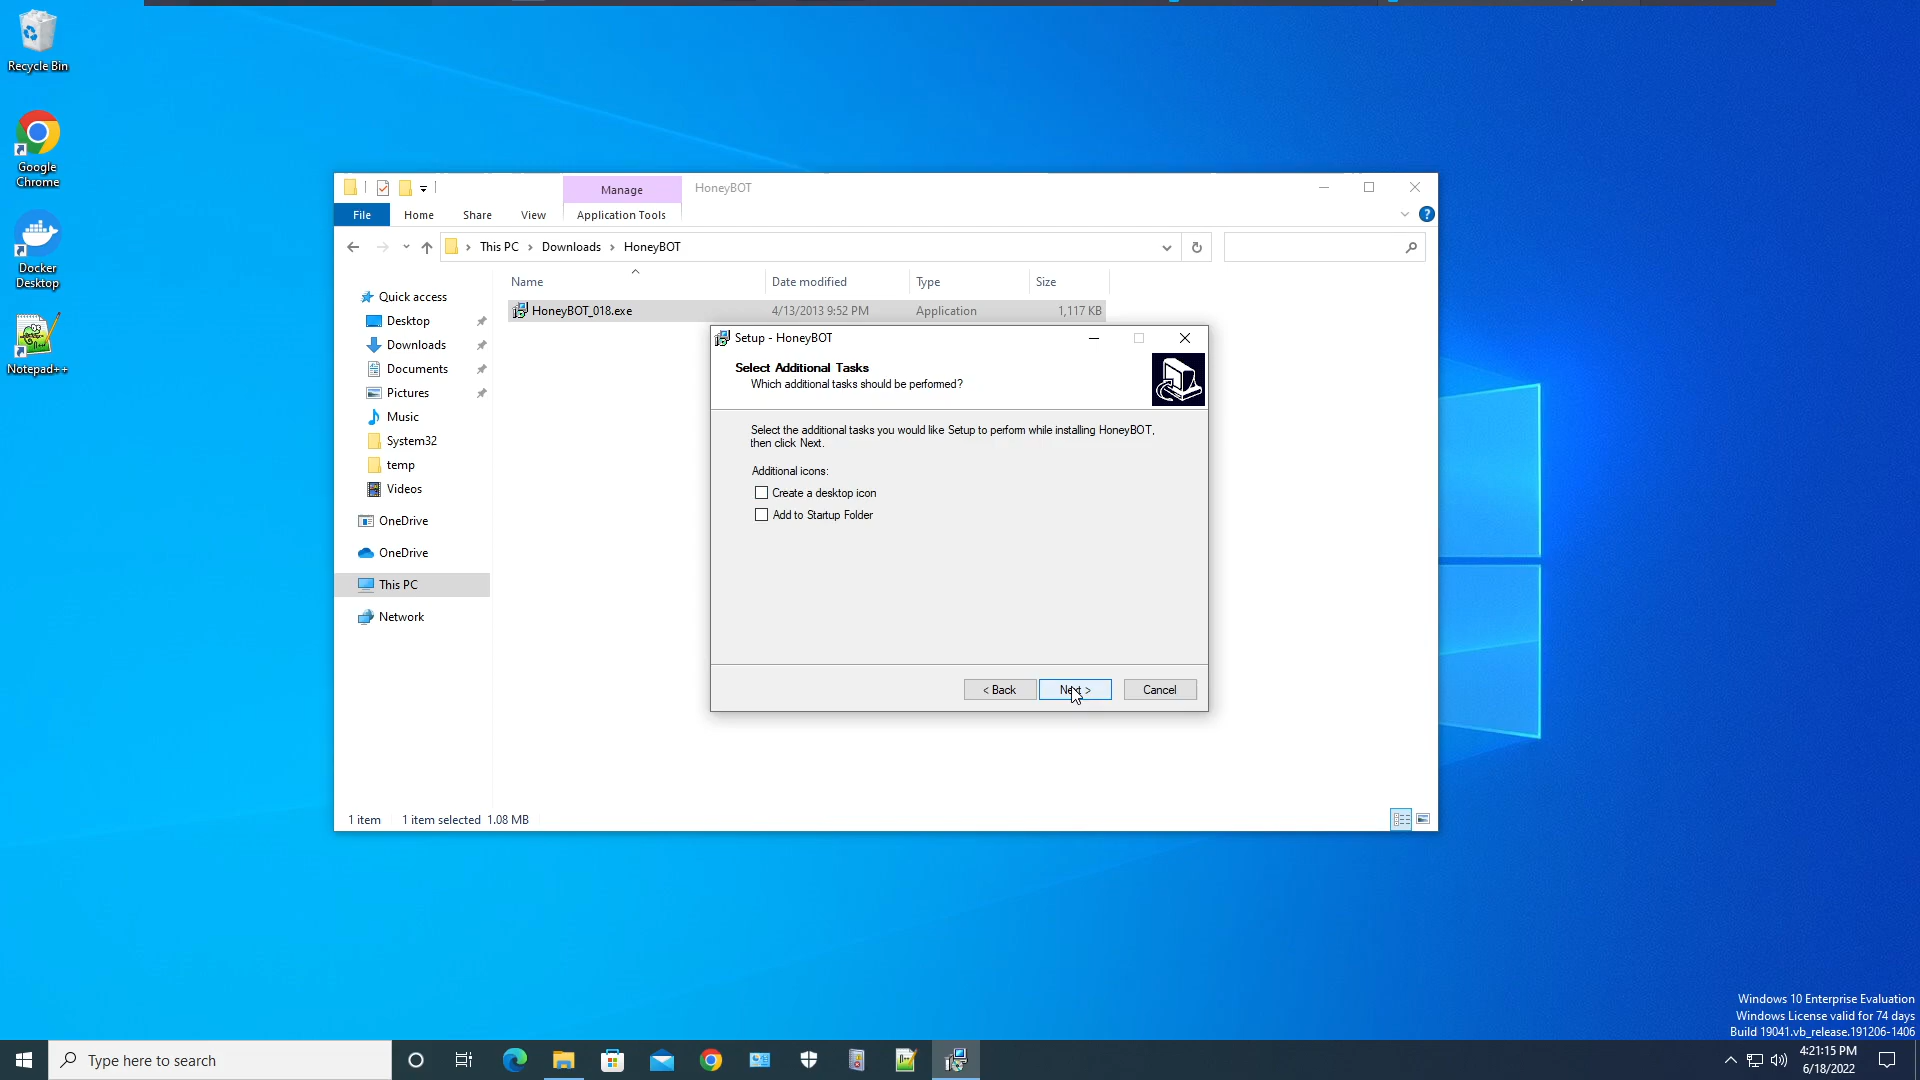 Recycle Bin
Google
Chrome
Docker
Desktop
Notepad++
Manage
HoneyBOT
File
Home
Share
View
Application Tools
This PC > Downloads > HoneyBOT
Name
Date modified
Type
Size
HoneyBOT_018.exe
4/13/2013 9:52 PM
Application
1,117 KB
Quick access
Desktop
Downloads
Documents
Pictures
Music
System32
temp
Videos
OneDrive
OneDrive
This PC
Network
Setup - HoneyBOT
Select Additional Tasks
Which additional tasks should be performed?
Select the additional tasks you would like Setup to perform while installing HoneyBOT,
then click Next.
Additional icons:
Create a desktop icon
Add to Startup Folder
< Back
Next >
Cancel
1 item
1 item selected 1.08 MB
Windows 10 Enterprise Evaluation
Windows License valid for 74 days
Build 19041.vb_release.191206-1406
Type here to search
4:21:15 PM
6/18/2022